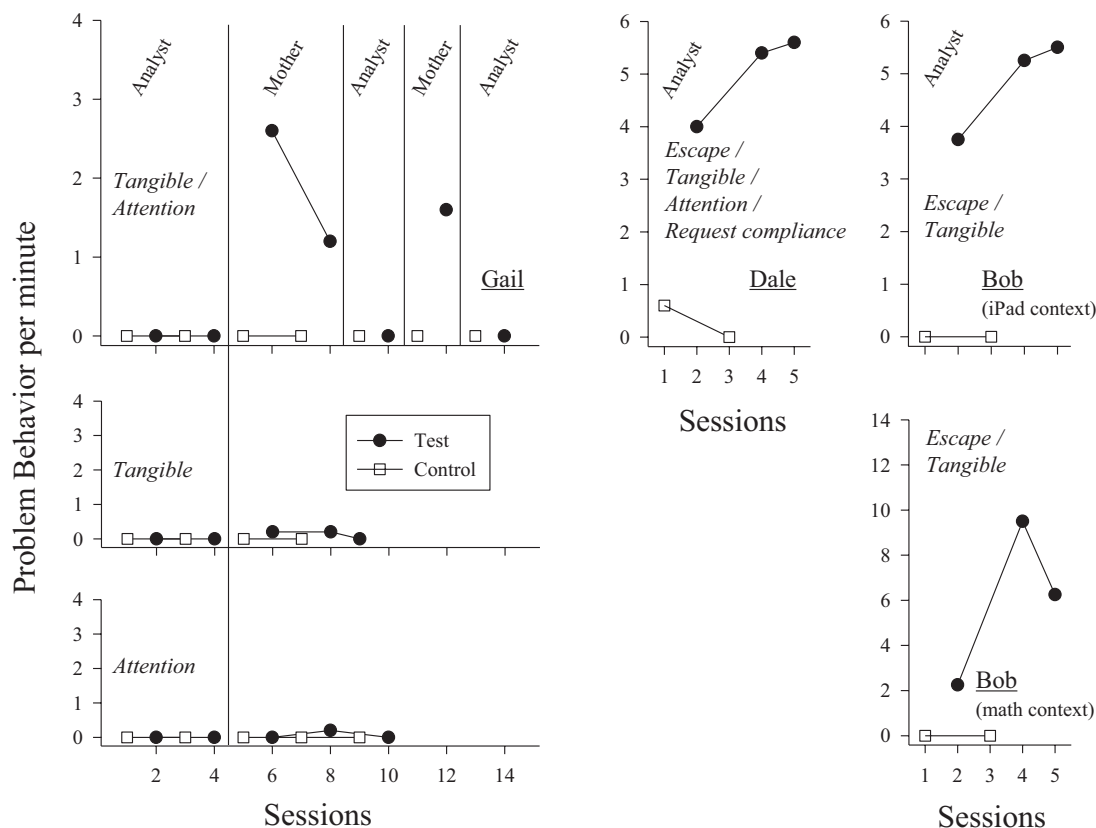 Problem Behavior per minute
4
3
2
1
0
Analyst
Mother
Analyst
Mother
Analyst
Tangible /
Attention
Gail
4
3
2
1
0
Tangible
Test
Control
4
3
2
1
0
Attention
2
4
6
8
10
12
14
Sessions
6
5
4
3
2
1
0
Analyst
Escape /
Tangible /
Attention /
Request compliance
Dale
1
2
3
4
5
Sessions
6
5
4
3
2
1
0
Analyst
Escape /
Tangible
Bob
(iPad context)
14
12
10
8
6
4
2
0
Escape /
Tangible
Bob
(math context)
1
2
3
4
5
Sessions